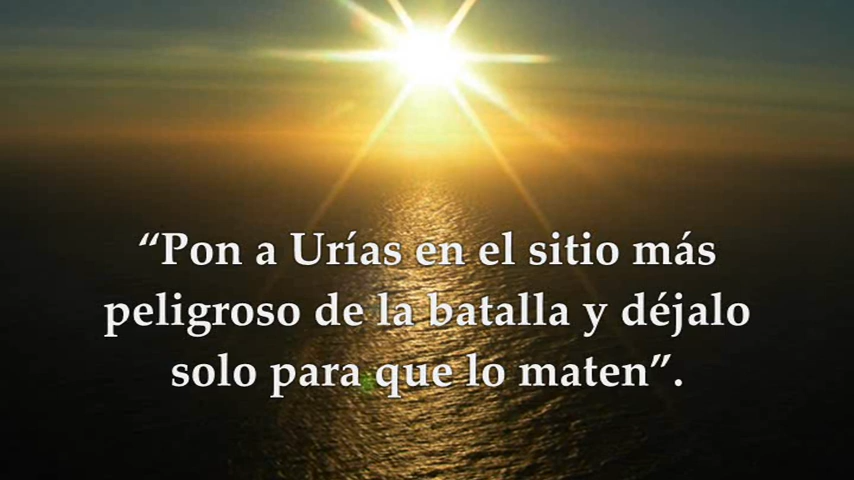 “Pon a Urías en el sitio más
peligroso de la batalla y déjalo
solo para que lo maten”.